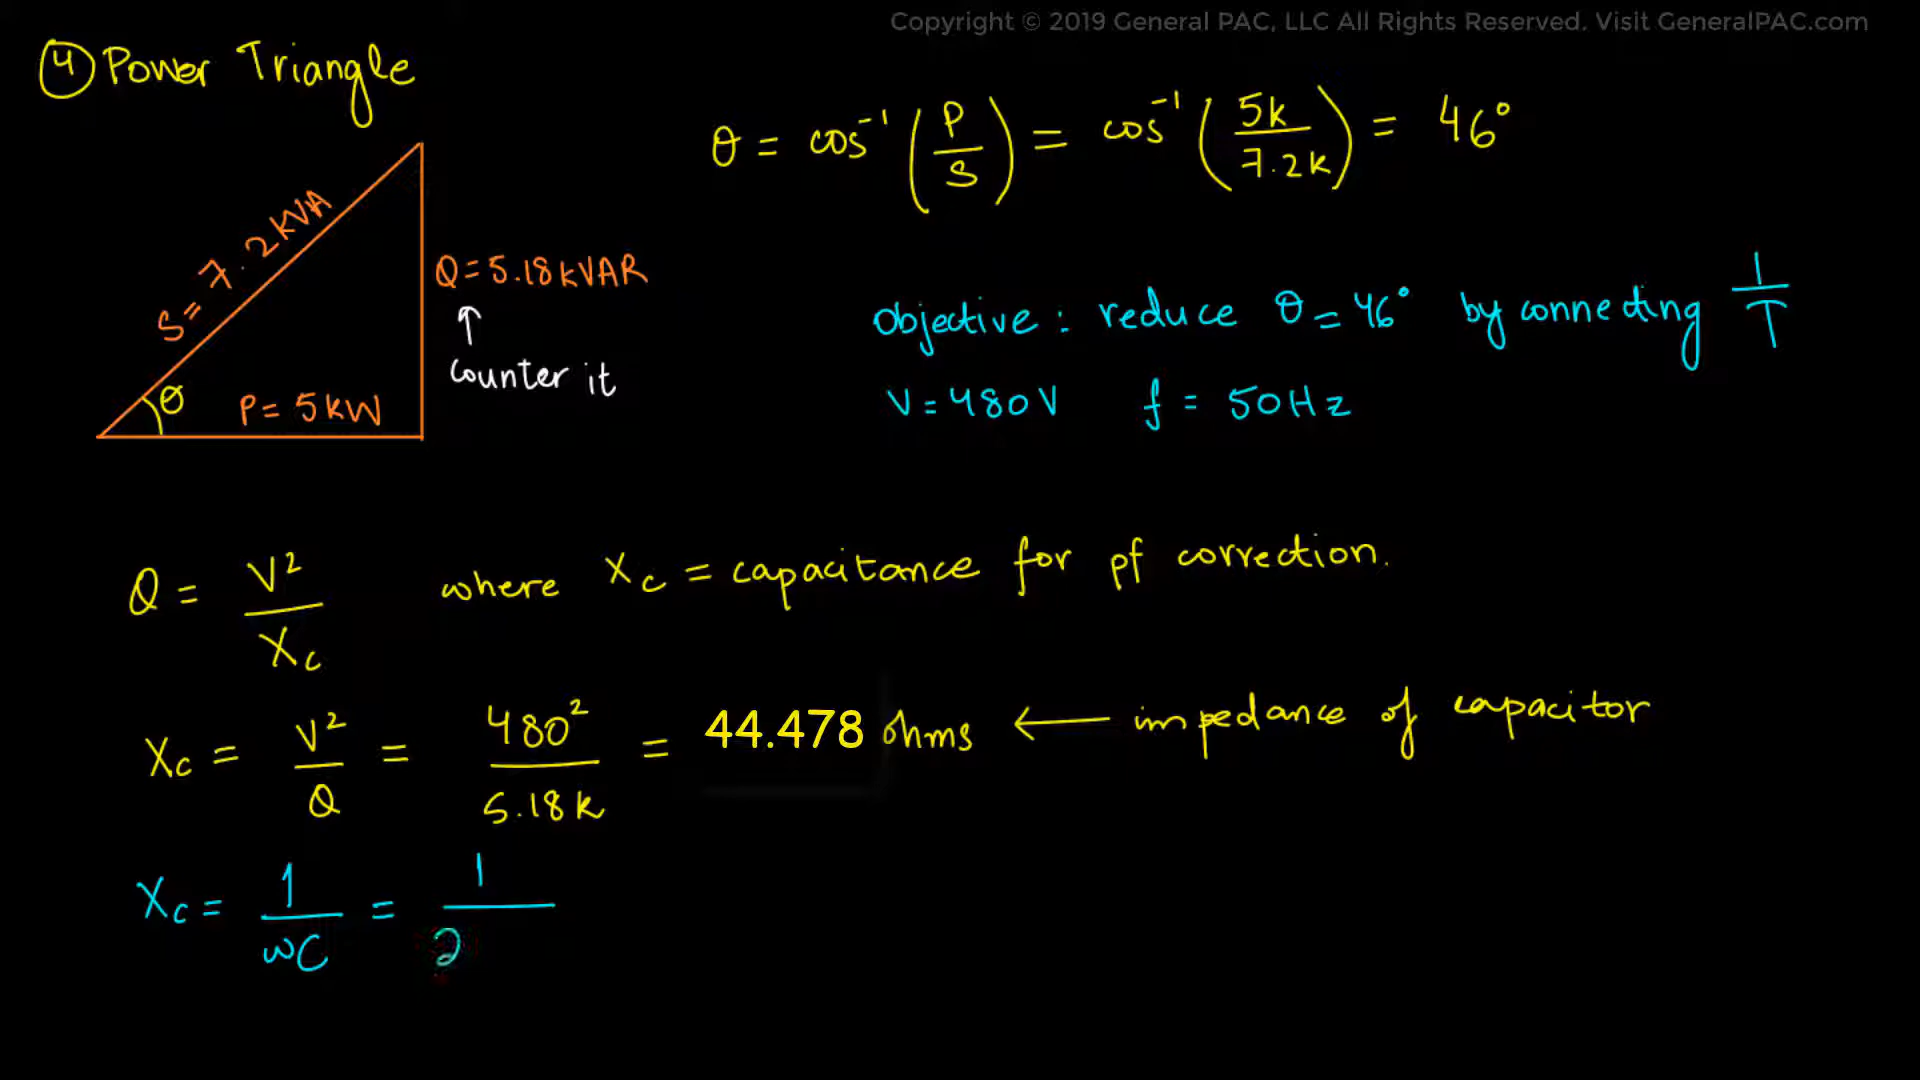 Copyright © 2019 General PAC, LLC All Rights Reserved. Visit GeneralPAC.com
④ Power Triangle
θ = cos⁻¹ (P/S) = cos⁻¹ (5k/7.2k) = 46°
S = 7.2kVA
Q = 5.18kVAR
↑
counter it
θ
P = 5kW
objective : reduce θ = 46° by connecting
V = 480V f = 50Hz
Q = V²/Xc where Xc = capacitance for pf correction.
Xc = V²/Q = 480²/5.18k = 44.478 ohms ← impedance of capacitor
Xc = 1/ωC = 1/2